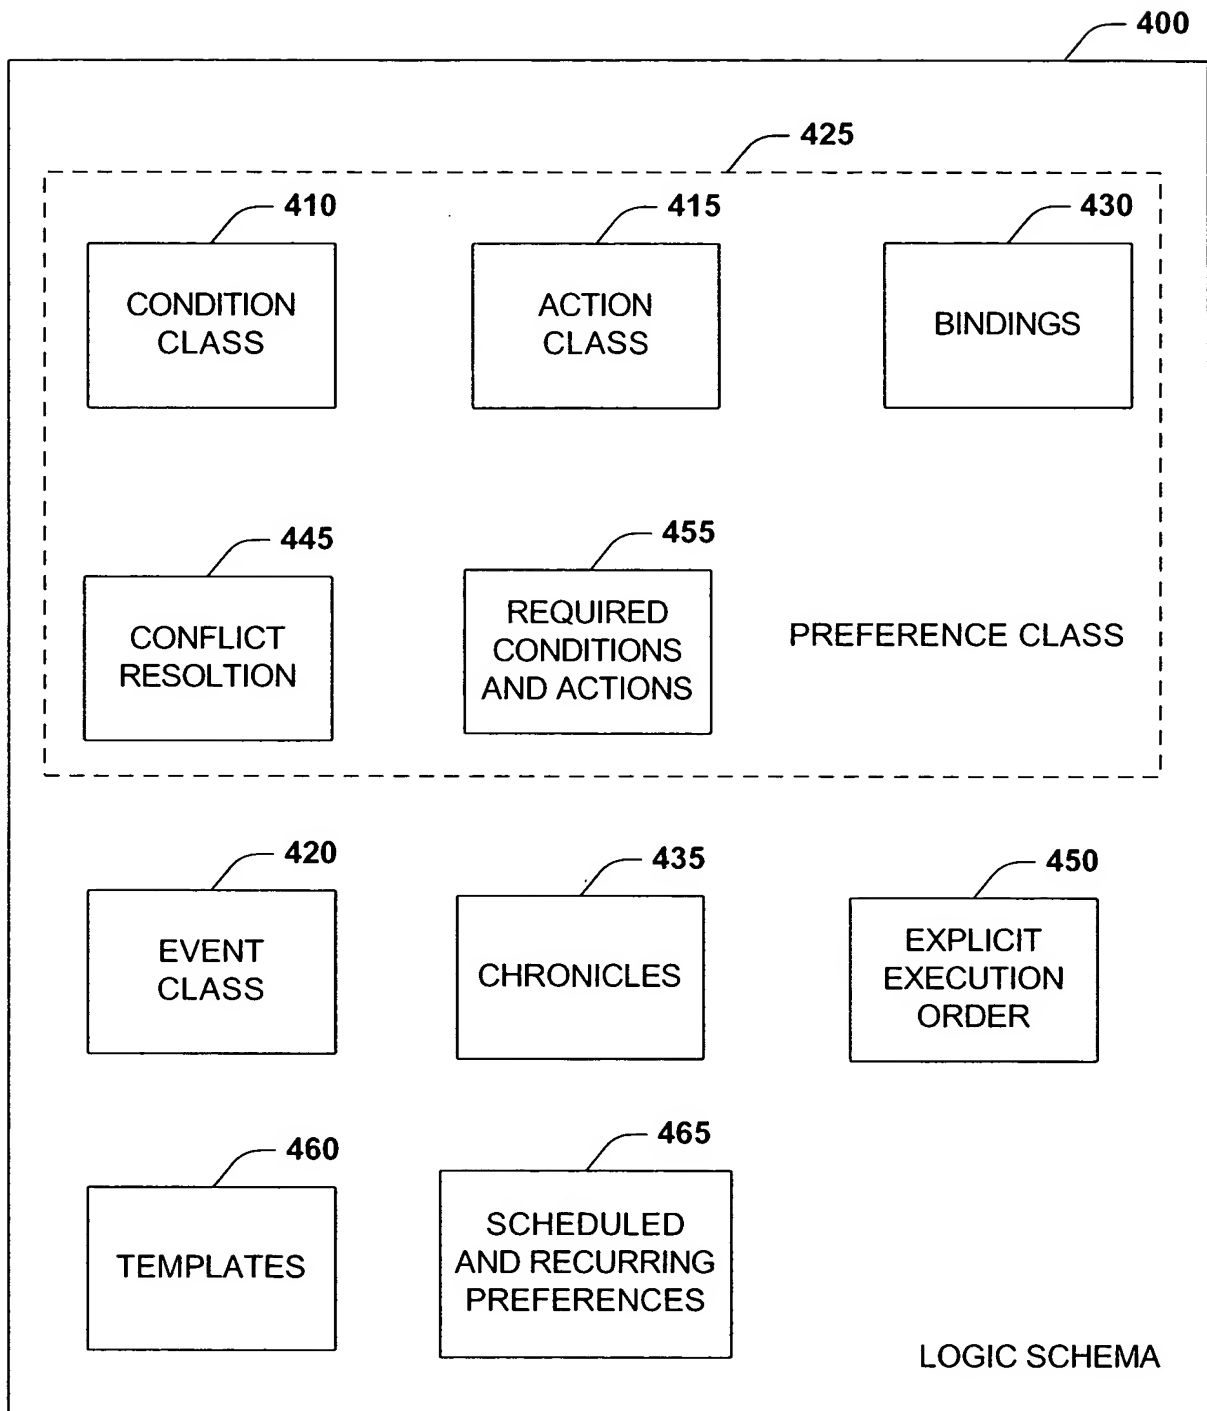 400
425
410
415
430
CONDITION
CLASS
ACTION
CLASS
BINDINGS
445
455
CONFLICT
RESOLTION
REQUIRED
CONDITIONS
AND ACTIONS
PREFERENCE CLASS
420
435
450
EVENT
CLASS
CHRONICLES
EXPLICIT
EXECUTION
ORDER
460
465
TEMPLATES
SCHEDULED
AND RECURRING
PREFERENCES
LOGIC SCHEMA